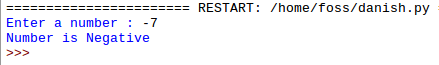 ======================= RESTART: /home/foss/danish.py =
Enter a number : -7
Number is Negative
>>>